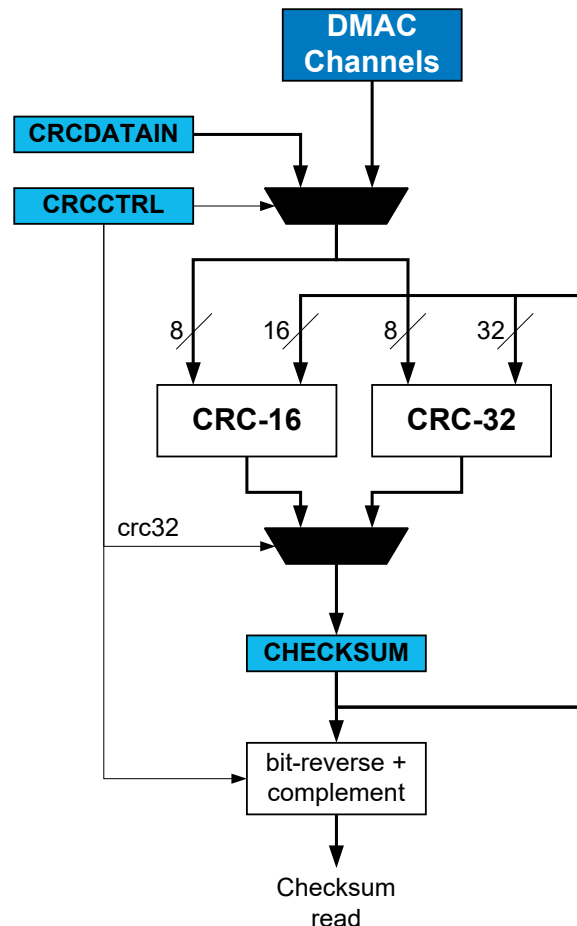 DMAC
Channels
CRCDATAIN
CRCCTRL
8
16
8
32
CRC-16
CRC-32
crc32
CHECKSUM
bit-reverse +
complement
Checksum
read